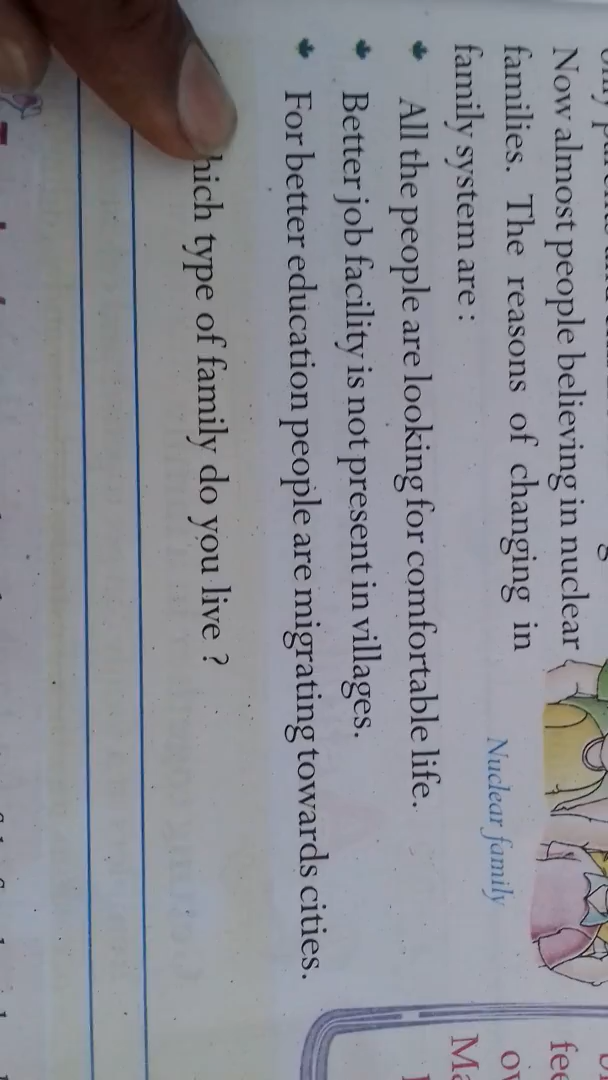 Now almost people believing in nuclear
families. The reasons of changing in
family system are :
Nuclear family
All the people are looking for comfortable life.
Better job facility is not present in villages.
For better education people are migrating towards cities.
hich type of family do you live ?